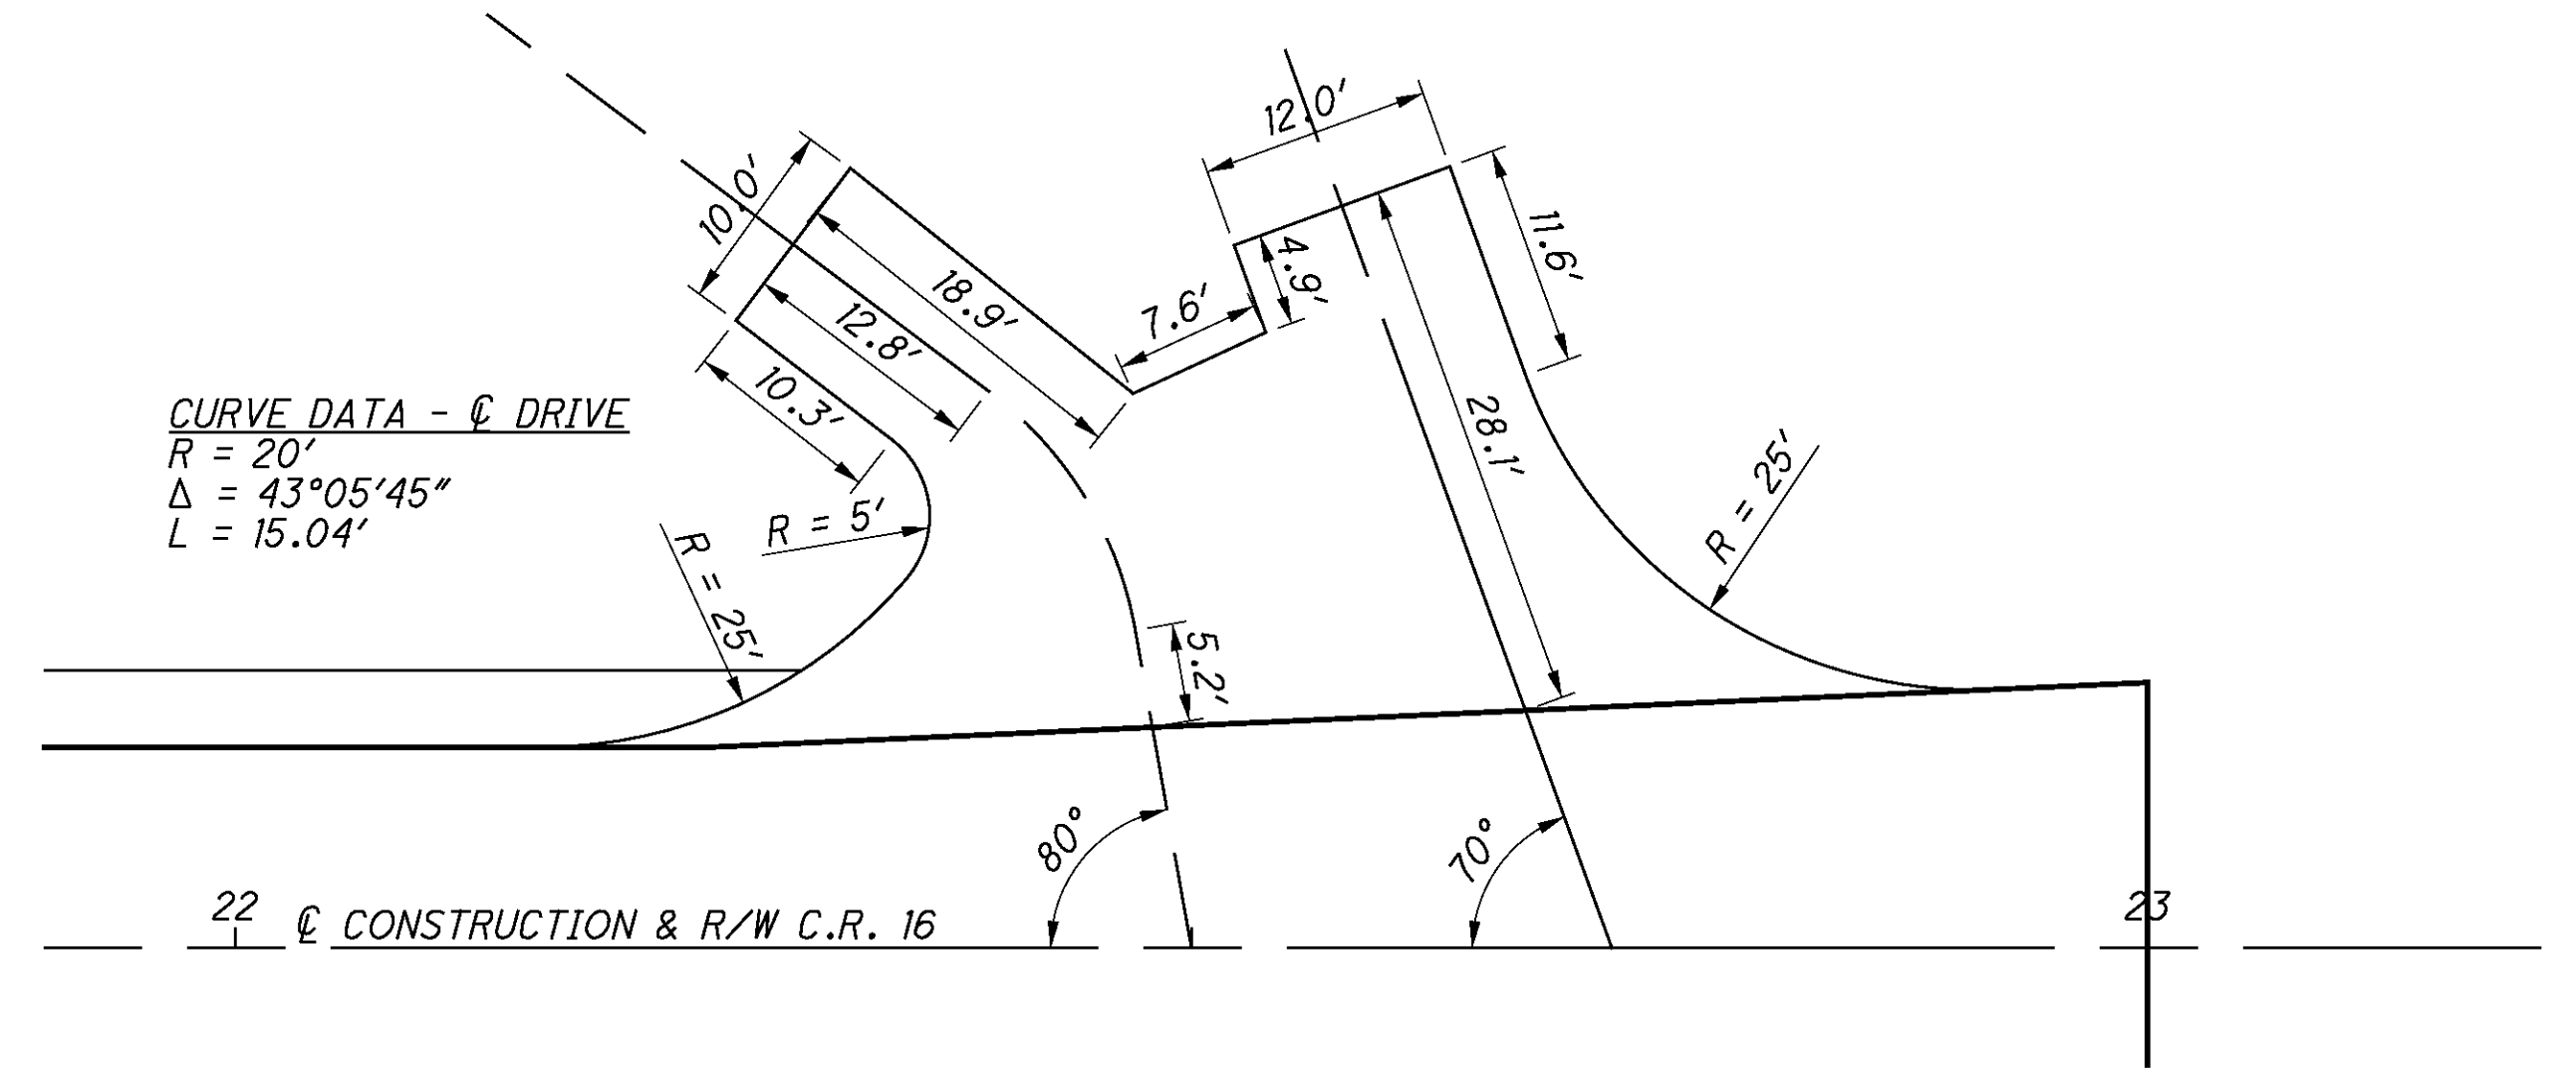 12.0'
10.0'
11.6'
4.9'
18.9'
7.6'
12.8'
10.3'
28.1'
CURVE DATA - ℄ DRIVE
R = 20'
Δ = 43°05'45"
L = 15.04'
R = 5'
R = 25'
R = 25'
5.2'
80°
70°
22
℄ CONSTRUCTION & R/W C.R. 16
23